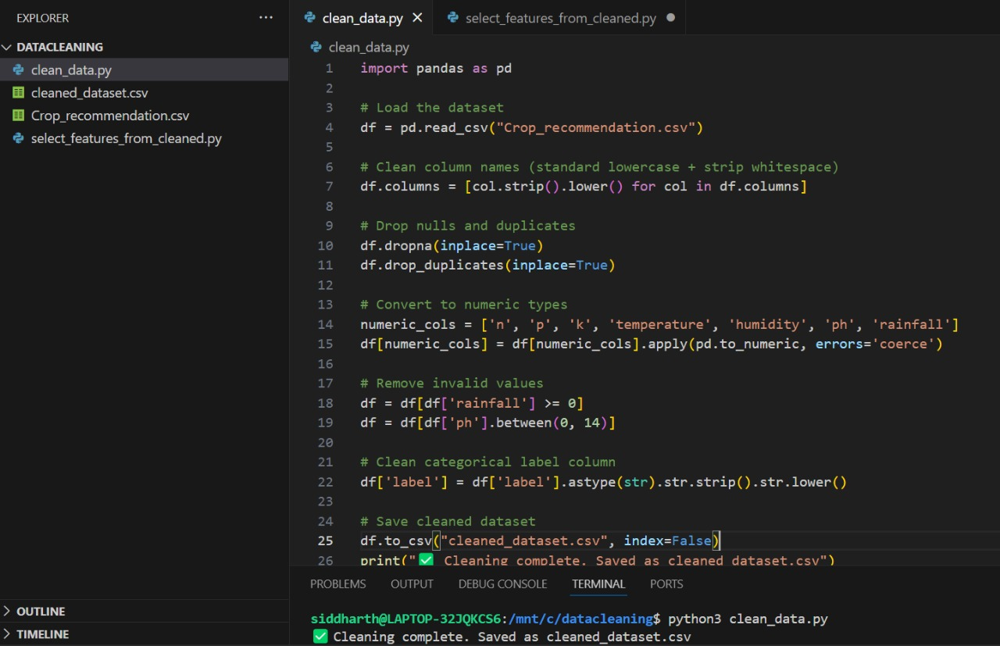 EXPLORER
...
DATACLEANING
clean_data.py
cleaned_dataset.csv
Crop_recommendation.csv
select_features_from_cleaned.py
OUTLINE
TIMELINE
clean_data.py
select_features_from_cleaned.py
clean_data.py
1 import pandas as pd
2
3 # Load the dataset
4 df = pd.read_csv("Crop_recommendation.csv")
5
6 # Clean column names (standard lowercase + strip whitespace)
7 df.columns = [col.strip().lower() for col in df.columns]
8
9 # Drop nulls and duplicates
10 df.dropna(inplace=True)
11 df.drop_duplicates(inplace=True)
12
13 # Convert to numeric types
14 numeric_cols = ['n', 'p', 'k', 'temperature', 'humidity', 'ph', 'rainfall']
15 df[numeric_cols] = df[numeric_cols].apply(pd.to_numeric, errors='coerce')
16
17 # Remove invalid values
18 df = df[df['rainfall'] >= 0]
19 df = df[df['ph'].between(0, 14)]
20
21 # Clean categorical label column
22 df['label'] = df['label'].astype(str).str.strip().str.lower()
23
24 # Save cleaned dataset
25 df.to_csv("cleaned_dataset.csv", index=False)
26 print("✅ Cleaning complete. Saved as cleaned_dataset.csv")
PROBLEMS OUTPUT DEBUG CONSOLE TERMINAL PORTS
siddharth@LAPTOP-32JQKCS6:/mnt/c/datacleaning$ python3 clean_data.py
✅ Cleaning complete. Saved as cleaned_dataset.csv